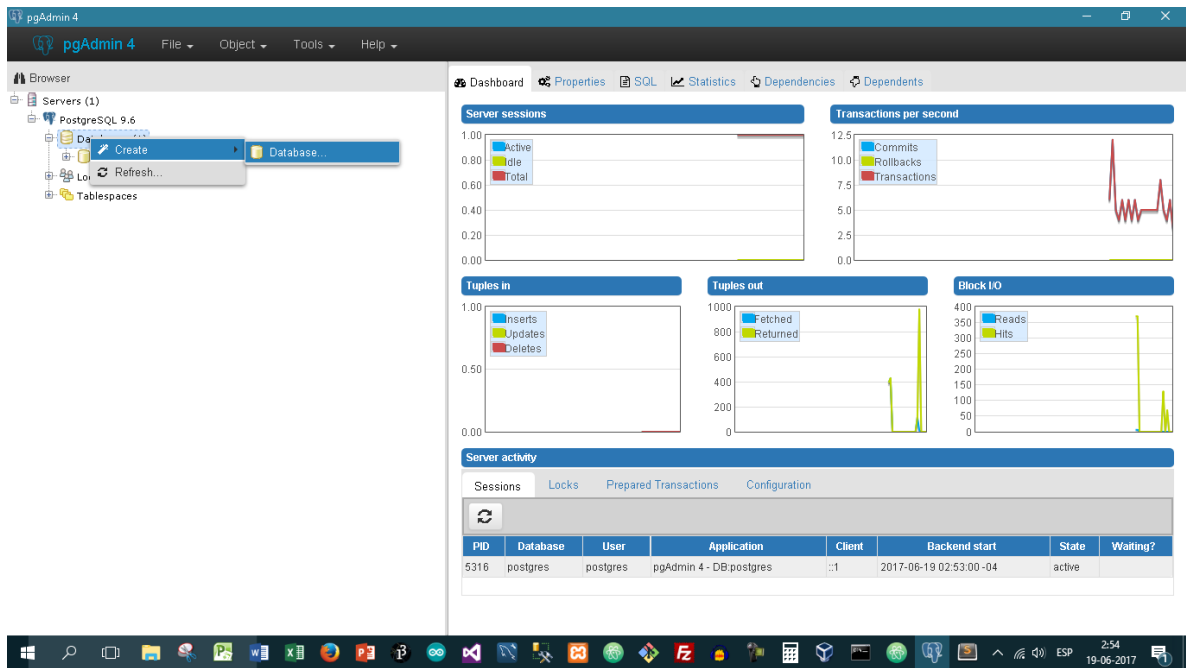 pgAdmin 4
pgAdmin 4 File Object Tools Help
Browser
Dashboard Properties SQL Statistics Dependencies Dependents
Servers (1)
PostgreSQL 9.6
Create
Database...
Refresh...
Tablespaces
Server sessions
1.00
0.80
0.60
0.40
0.20
0.00
Active
Idle
Total
Transactions per second
12.5
10.0
7.5
5.0
2.5
0.0
Commits
Rollbacks
Transactions
Tuples in
1.00
0.50
0.00
Inserts
Updates
Deletes
Tuples out
1000
800
600
400
200
0
Fetched
Returned
Block I/O
400
350
300
250
200
150
100
50
0
Reads
Hits
Server activity
Sessions Locks Prepared Transactions Configuration
PID Database User Application Client Backend start State Waiting?
5316 postgres postgres pgAdmin 4 - DB:postgres ::1 2017-06-19 02:53:00 -04 active
ESP
2:54
19-06-2017